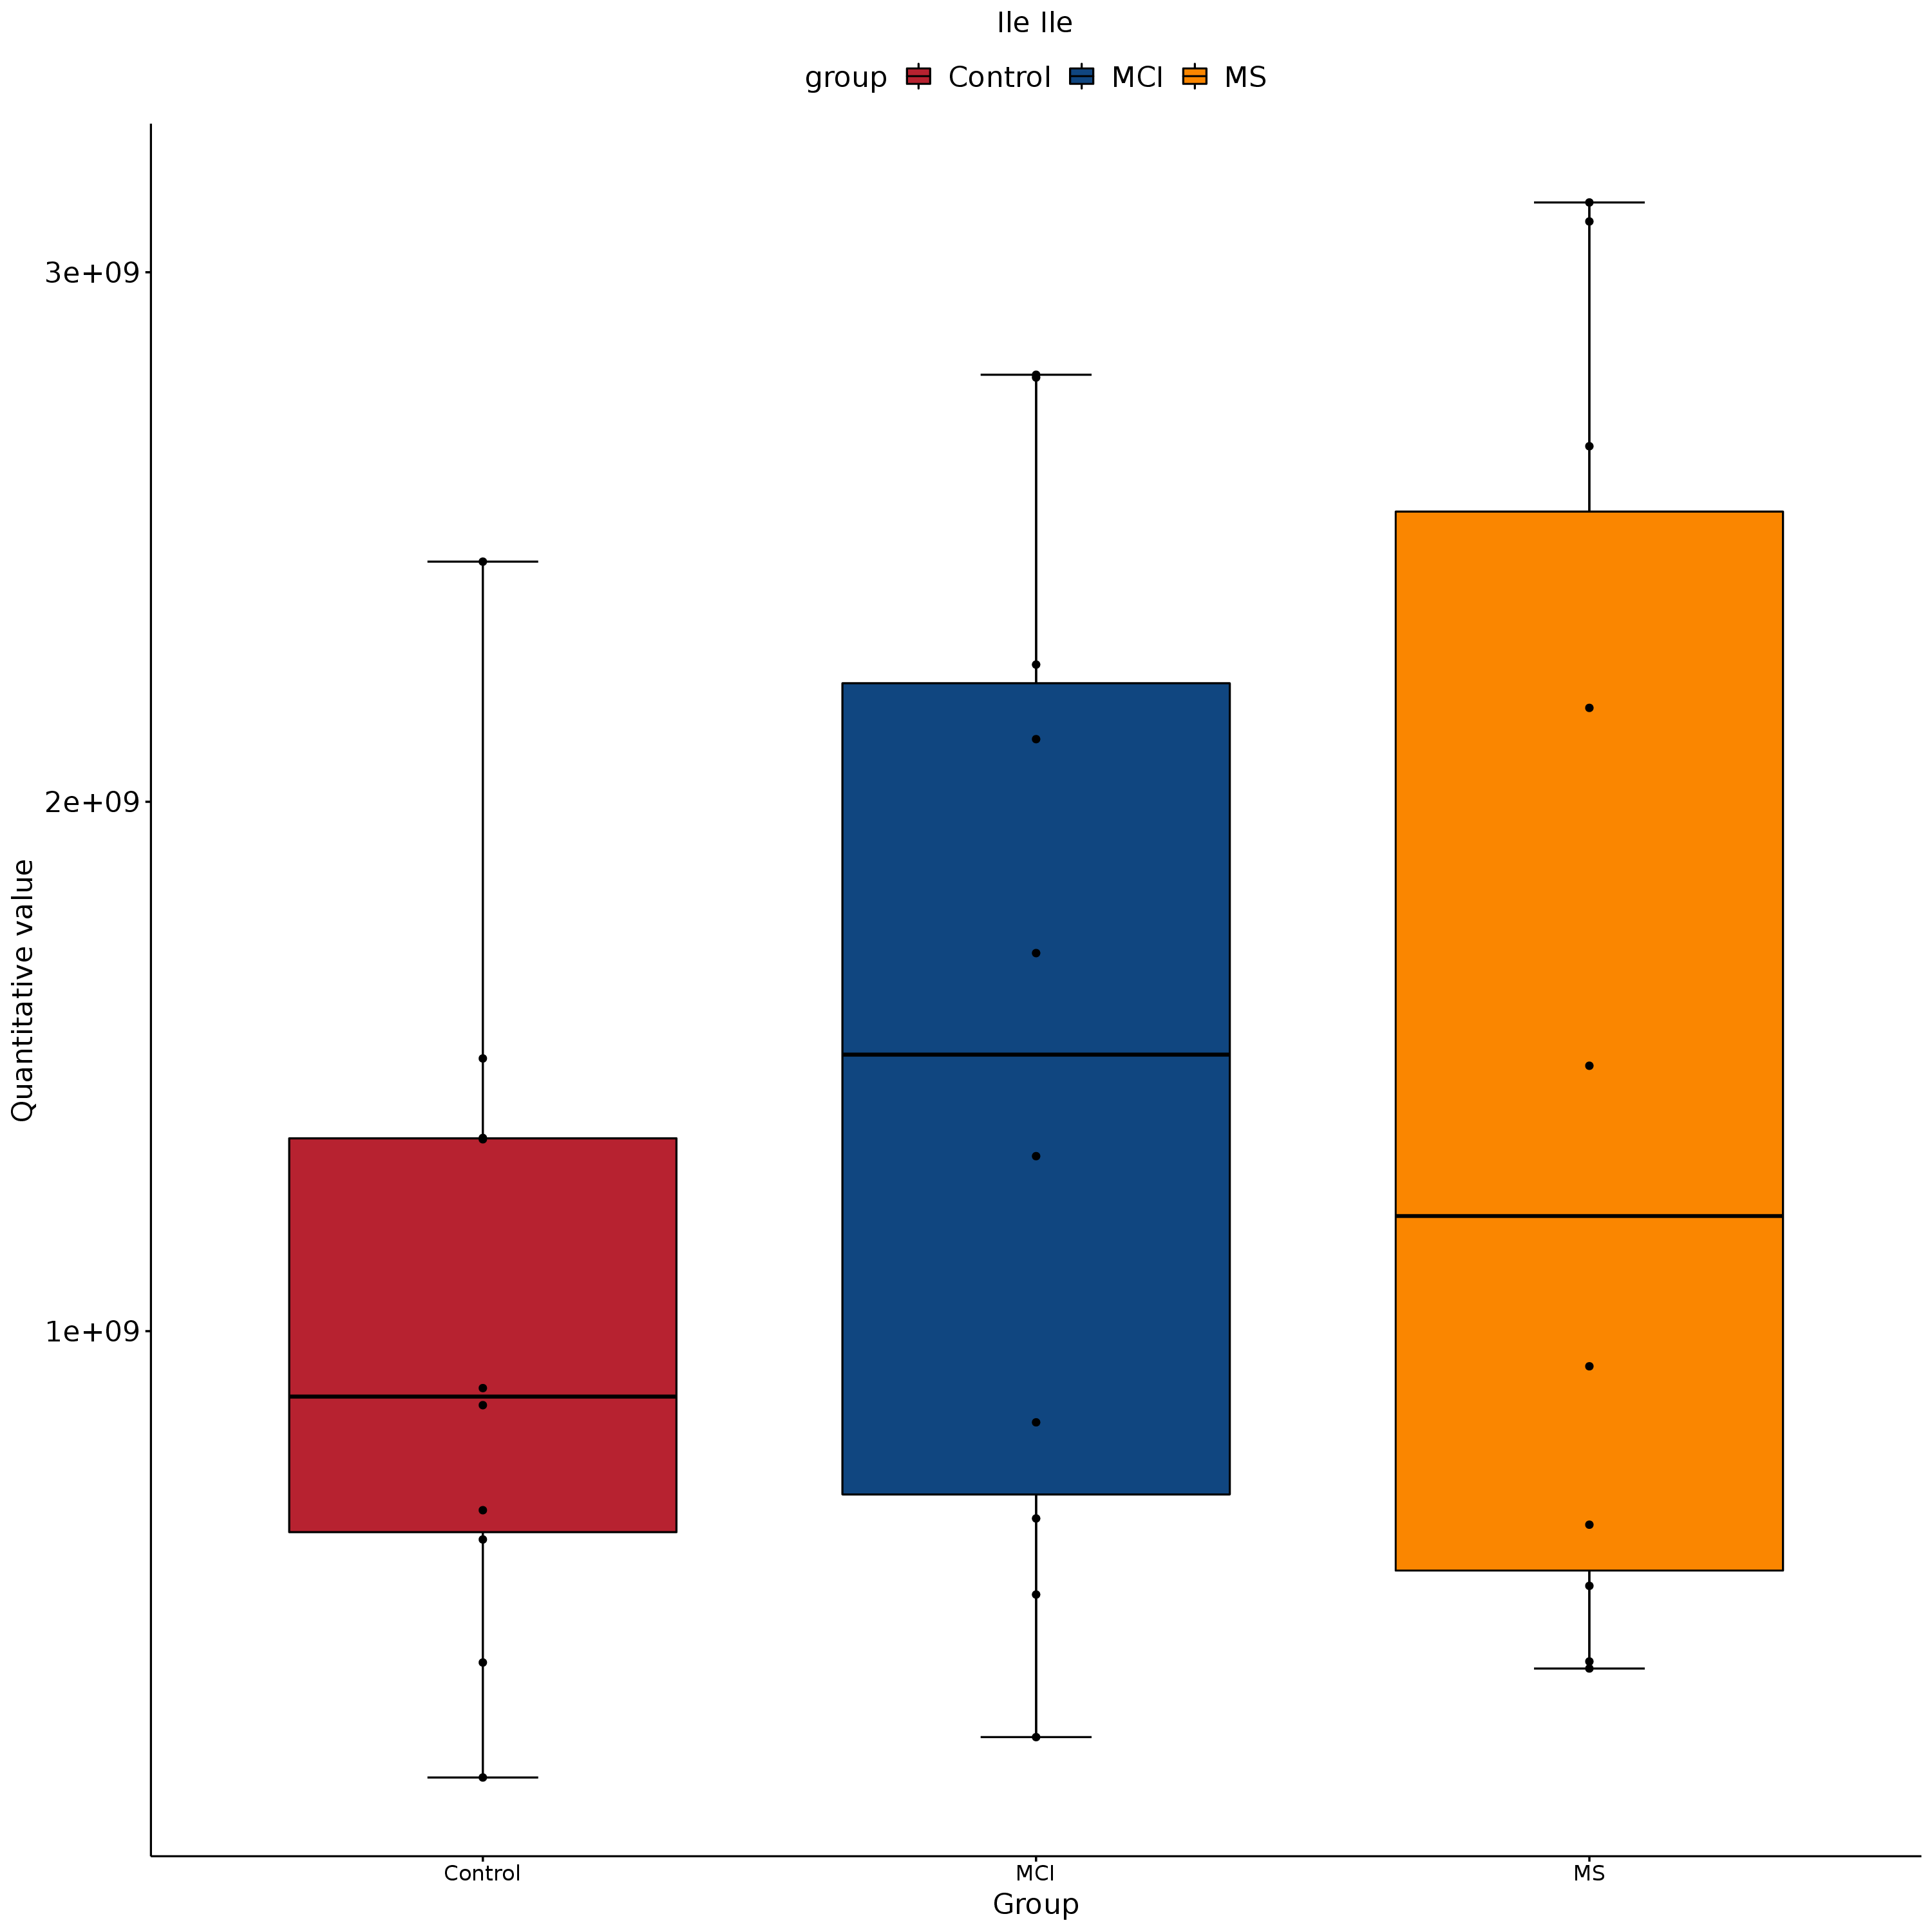 Ile Ile
group Control MCI MS
3e+09
2e+09
1e+09
Quantitative value
Control MCI MS
Group